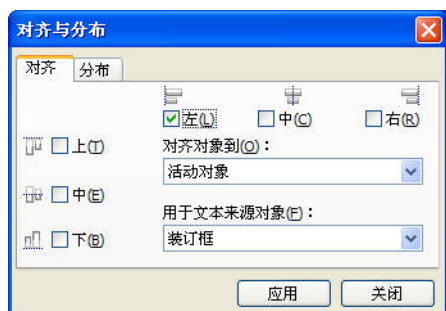 对齐与分布
对齐 分布
左(L) 中(C) 右(R)
上(T)
对齐对象到(O)：
活动对象
中(E)
用于文本来源对象(F)：
下(B)
装订框
应用 关闭